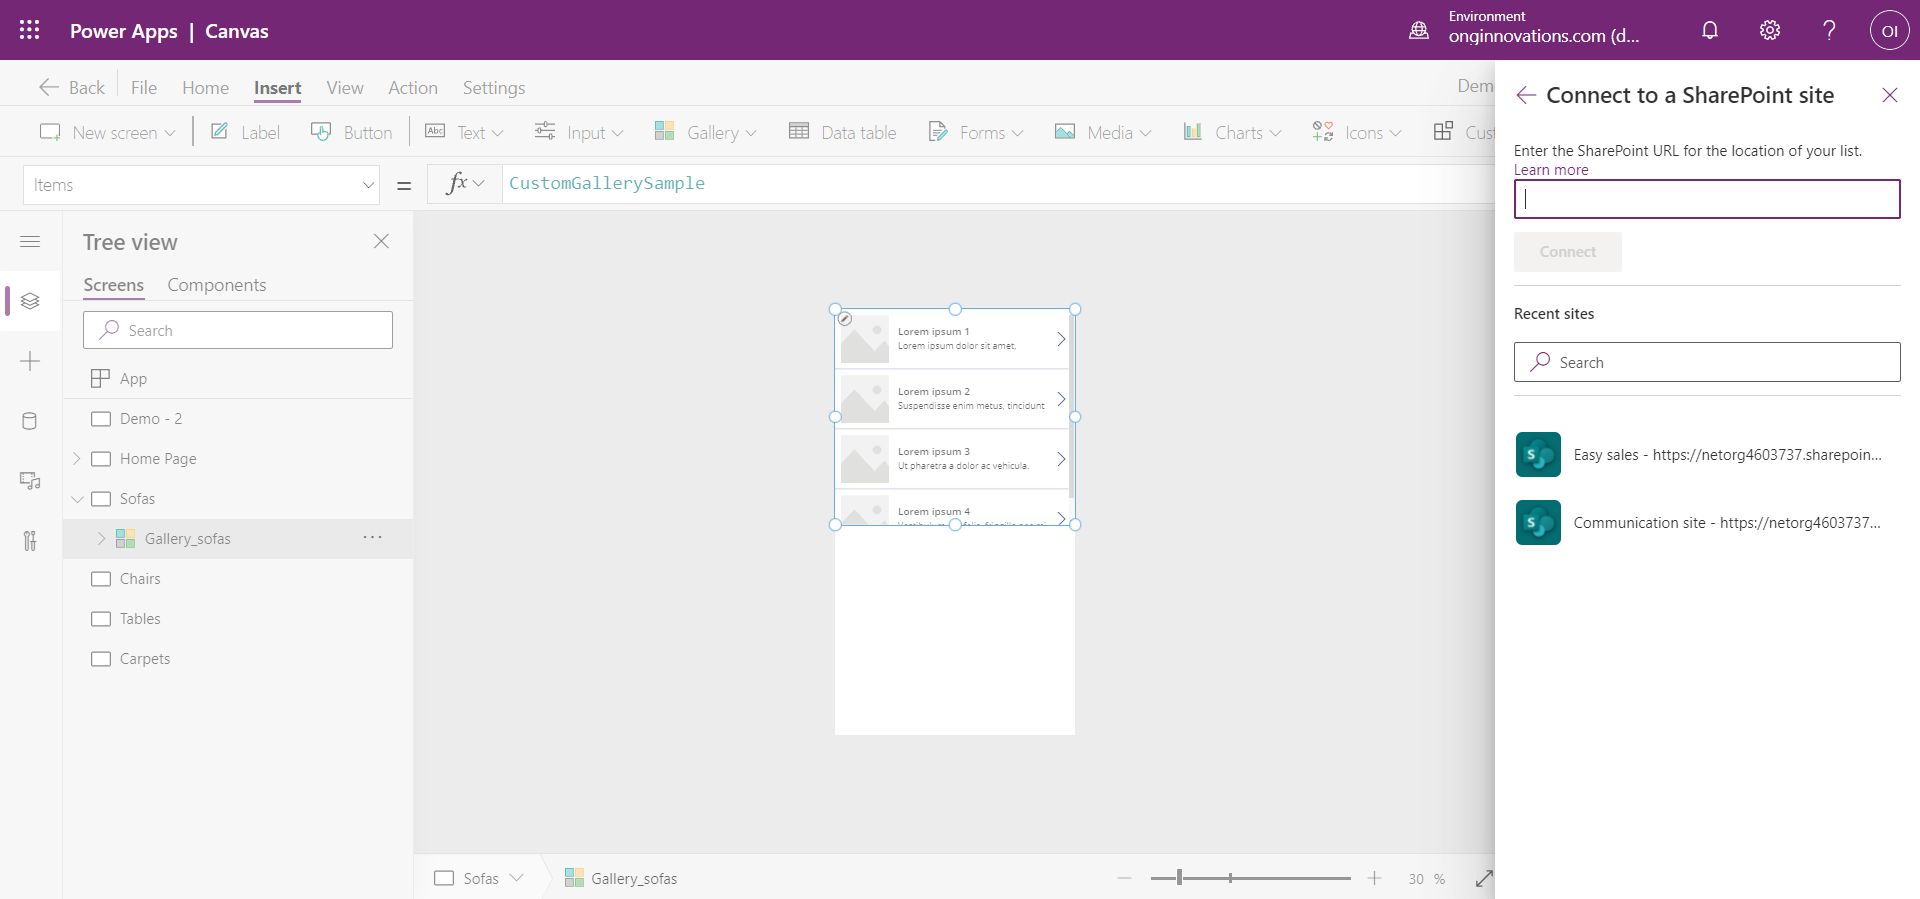 Power Apps | Canvas
Environment
onginnovations.com (d...
OI
Back
File
Home
Insert
View
Action
Settings
New screen
Label
Button
Text
Input
Gallery
Data table
Forms
Media
Charts
Icons
Items
=
fx
CustomGallerySample
Tree view
Screens
Components
Search
App
Demo - 2
Home Page
Sofas
Gallery_sofas
...
Chairs
Tables
Carpets
Lorem ipsum 1
Lorem ipsum dolor sit amet,
Lorem ipsum 2
Suspendisse enim metus, tincidunt
Lorem ipsum 3
Ut pharetra a dolor ac vehicula.
Lorem ipsum 4
Sofas
Gallery_sofas
30 %
Connect to a SharePoint site
Enter the SharePoint URL for the location of your list.
Learn more
Connect
Recent sites
Search
Easy sales - https://netorg4603737.sharepoin...
Communication site - https://netorg4603737...